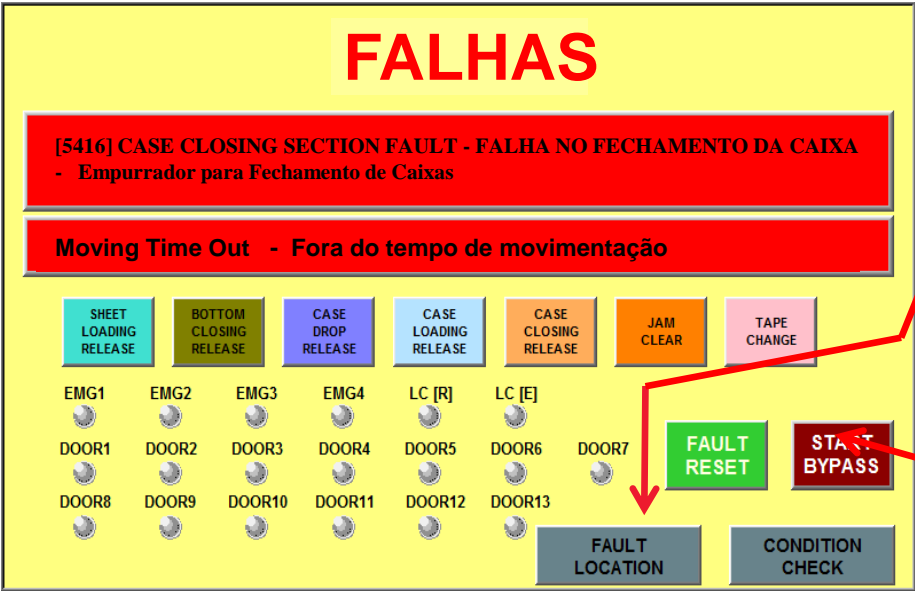 FALHAS
[5416] CASE CLOSING SECTION FAULT - FALHA NO FECHAMENTO DA CAIXA
- Empurrador para Fechamento de Caixas
Moving Time Out - Fora do tempo de movimentação
SHEET
LOADING
RELEASE
BOTTOM
CLOSING
RELEASE
CASE
DROP
RELEASE
CASE
LOADING
RELEASE
CASE
CLOSING
RELEASE
JAM
CLEAR
TAPE
CHANGE
EMG1 EMG2 EMG3 EMG4 LC [R] LC [E]
DOOR1 DOOR2 DOOR3 DOOR4 DOOR5 DOOR6 DOOR7
DOOR8 DOOR9 DOOR10 DOOR11 DOOR12 DOOR13
FAULT
RESET
START
BYPASS
FAULT
LOCATION
CONDITION
CHECK